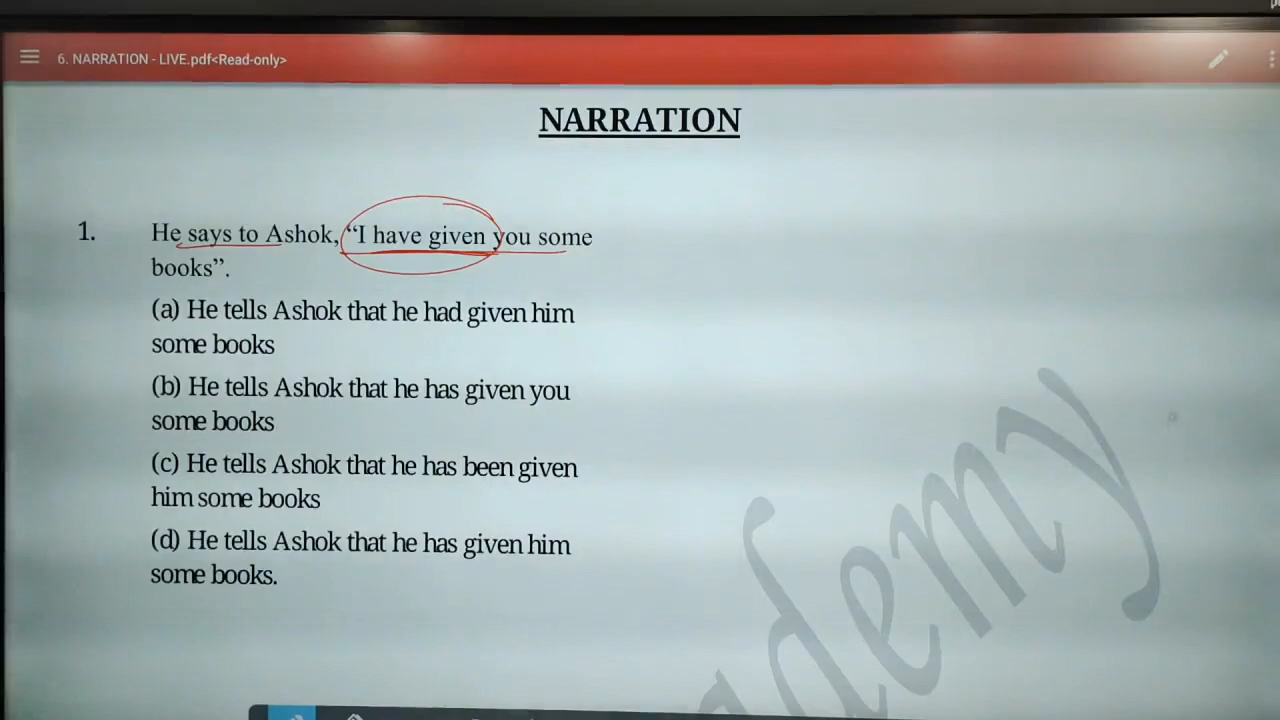 6. NARRATION - LIVE.pdf<Read-only>
NARRATION
1. He says to Ashok, “I have given you some
books”.
(a) He tells Ashok that he had given him
some books
(b) He tells Ashok that he has given you
some books
(c) He tells Ashok that he has been given
him some books
(d) He tells Ashok that he has given him
some books.